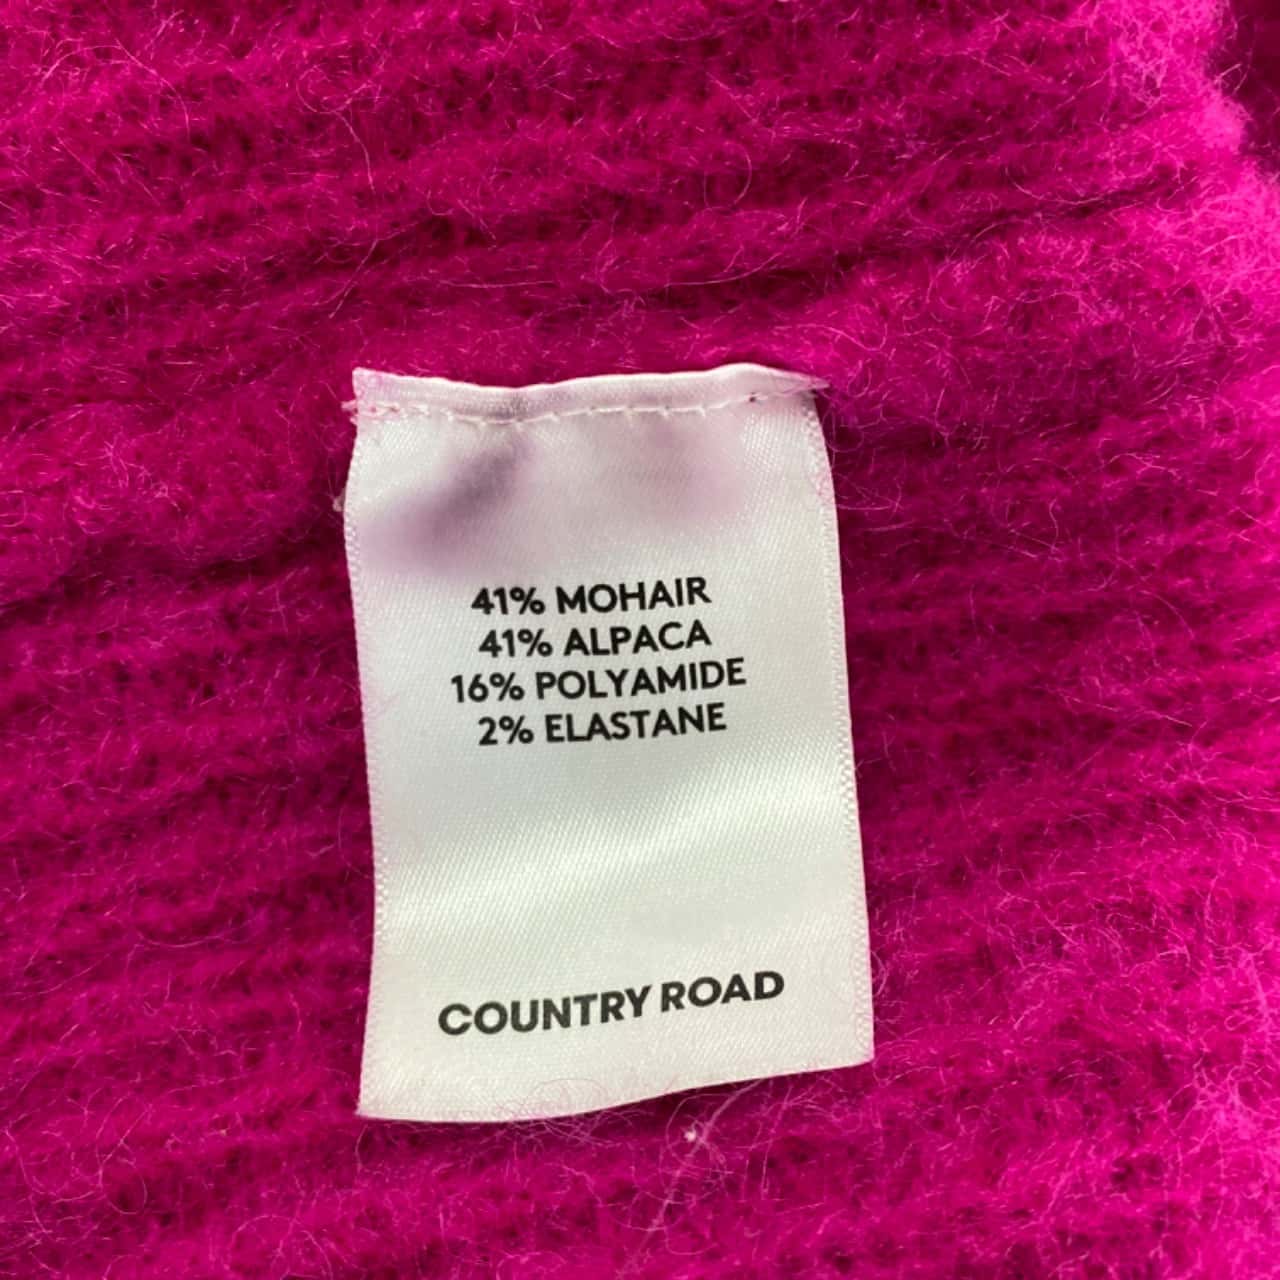 41% MOHAIR
41% ALPACA
16% POLYAMIDE
2% ELASTANE
COUNTRY ROAD